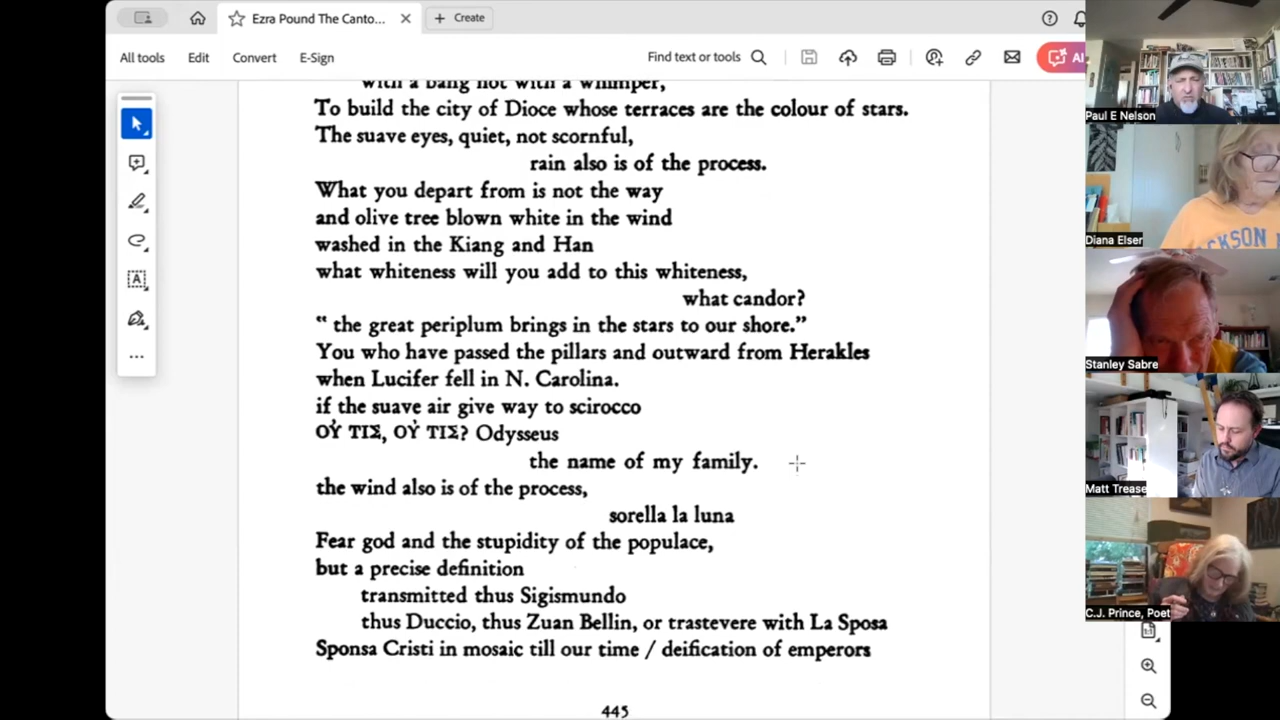 Ezra Pound The Canto...
Create
All tools
Edit
Convert
E-Sign
Find text or tools
AI
with a bang not with a whimper,
To build the city of Dioce whose terraces are the colour of stars.
The suave eyes, quiet, not scornful,
rain also is of the process.
What you depart from is not the way
and olive tree blown white in the wind
washed in the Kiang and Han
what whiteness will you add to this whiteness,
what candor?
“ the great periplum brings in the stars to our shore.”
You who have passed the pillars and outward from Herakles
when Lucifer fell in N. Carolina.
if the suave air give way to scirocco
Ο�Ὺ ΤΙΣ, ΟὙ ΤΙΣ? Odysseus
the name of my family.
the wind also is of the process,
sorella la luna
Fear god and the stupidity of the populace,
but a precise definition
transmitted thus Sigismundo
thus Duccio, thus Zuan Bellin, or trastevere with La Sposa
Sponsa Cristi in mosaic till our time / deification of emperors
445
Paul E Nelson
Diana Elser
CKSON
Stanley Sabre
Matt Trease
C.J. Prince, Poet